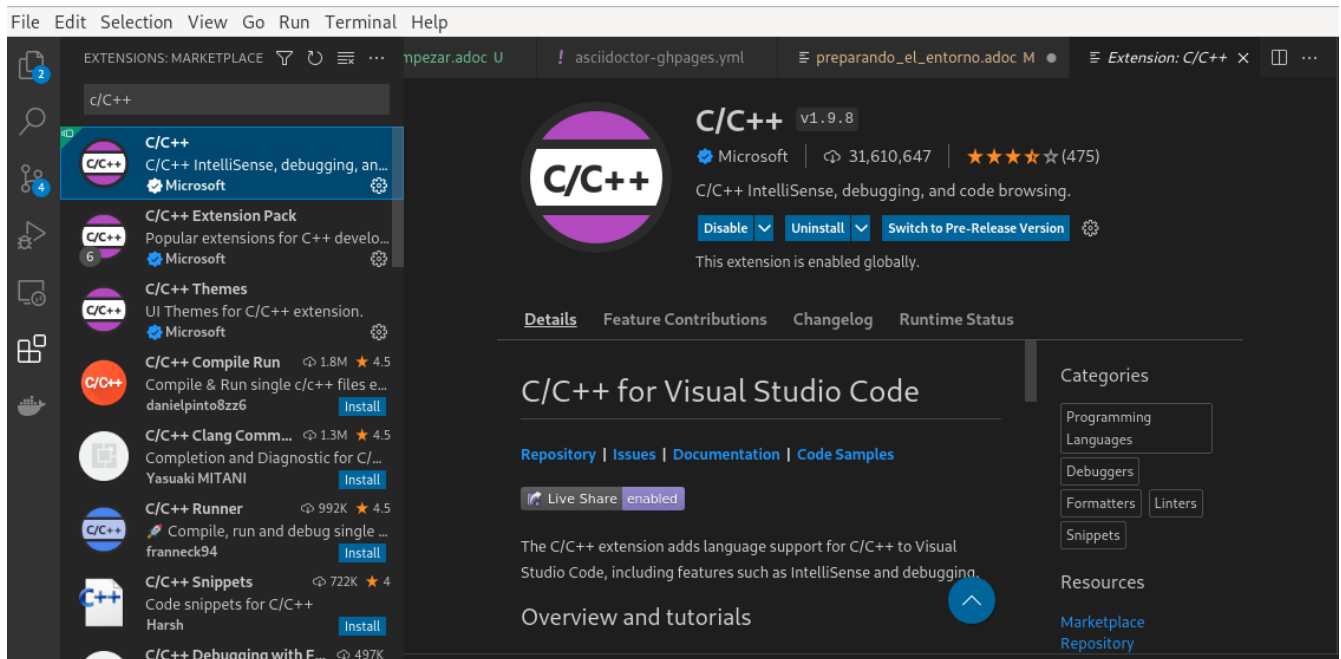 File Edit Selection View Go Run Terminal Help
EXTENSIONS: MARKETPLACE
mpezar.adoc U
! asciidoctor-ghpages.yml
preparando_el_entorno.adoc M
Extension: C/C++
2
4
c/C++
C/C++
C/C++
C/C++ IntelliSense, debugging, an...
Microsoft
C/C++
6
C/C++ Extension Pack
Popular extensions for C++ develo...
Microsoft
C/C++
C/C++ Themes
UI Themes for C/C++ extension.
Microsoft
C/C++
C/C++ Compile Run 1.8M ★ 4.5
Compile & Run single c/c++ files e...
danielpinto8zz6 Install
C/C++ Clang Comm... 1.3M ★ 4.5
Completion and Diagnostic for C/...
Yasuaki MITANI Install
C/C++
C/C++ Runner 992K ★ 4.5
🚀 Compile, run and debug single ...
franneck94 Install
C++
C/C++ Snippets 722K ★ 4
Code snippets for C/C++
Harsh Install
C/C++ Debugging with F... 497K
C/C++
C/C++ v1.9.8
Microsoft | 31,610,647 | (475)
C/C++ IntelliSense, debugging, and code browsing.
Disable Uninstall Switch to Pre-Release Version
This extension is enabled globally.
Details Feature Contributions Changelog Runtime Status
C/C++ for Visual Studio Code
Repository | Issues | Documentation | Code Samples
Live Share enabled
The C/C++ extension adds language support for C/C++ to Visual
Studio Code, including features such as IntelliSense and debugging.
Overview and tutorials
Categories
Programming
Languages
Debuggers
Formatters Linters
Snippets
Resources
Marketplace
Repository